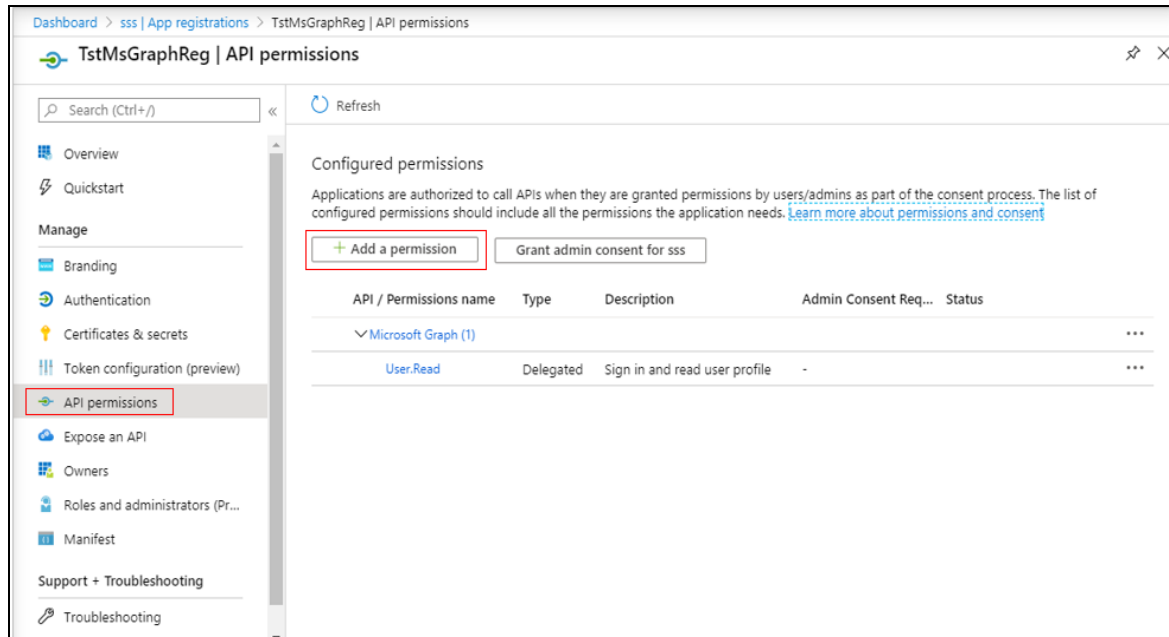 Dashboard > sss | App registrations > TstMsGraphReg | API permissions
TstMsGraphReg | API permissions
Search (Ctrl+/)
«
Refresh
Overview
Quickstart
Manage
Branding
Authentication
Certificates & secrets
Token configuration (preview)
API permissions
Expose an API
Owners
Roles and administrators (Pr...
Manifest
Support + Troubleshooting
Troubleshooting
Configured permissions
Applications are authorized to call APIs when they are granted permissions by users/admins as part of the consent process. The list of
configured permissions should include all the permissions the application needs. Learn more about permissions and consent
+ Add a permission
Grant admin consent for sss
API / Permissions name Type Description Admin Consent Req... Status
Microsoft Graph (1) ...
User.Read Delegated Sign in and read user profile - ...